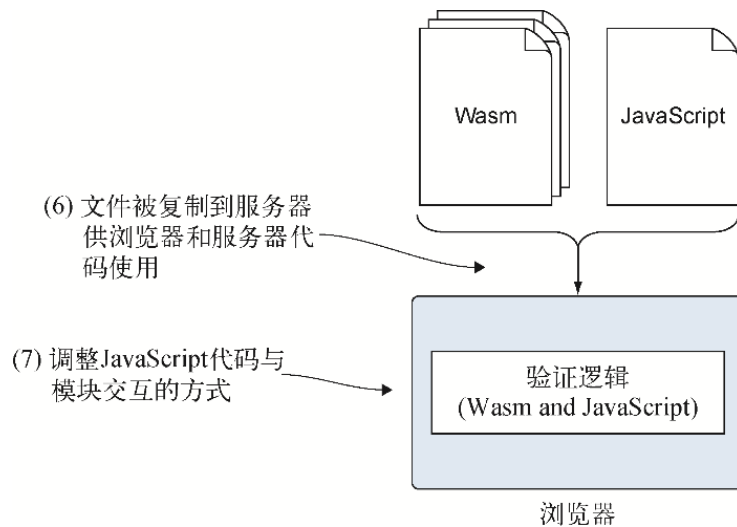 Wasm
JavaScript
(6) 文件被复制到服务器
供浏览器和服务器代
码使用
(7) 调整JavaScript代码与
模块交互的方式
验证逻辑
(Wasm and JavaScript)
浏览器